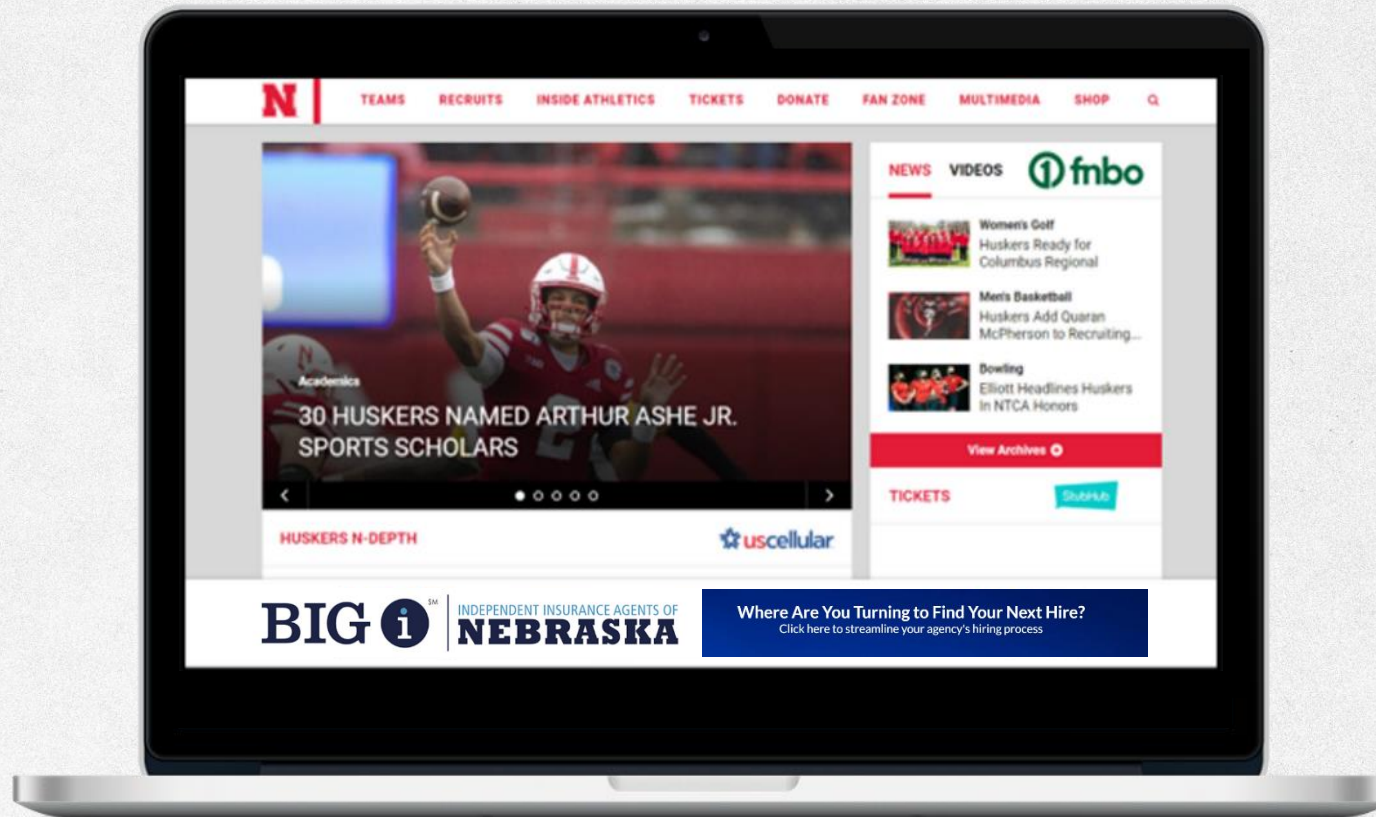 N
TEAMS RECRUITS INSIDE ATHLETICS TICKETS DONATE FAN ZONE MULTIMEDIA SHOP
Academics
30 HUSKERS NAMED ARTHUR ASHE JR.
SPORTS SCHOLARS
HUSKERS N-DEPTH
uscellular
NEWS VIDEOS 1 fnbo
Women's Golf
Huskers Ready for
Columbus Regional
Men's Basketball
Huskers Add Quaran
McPherson to Recruiting...
Bowling
Elliott Headlines Huskers
In NTCA Honors
View Archives
TICKETS
StubHub
BIG i SM
INDEPENDENT INSURANCE AGENTS OF
NEBRASKA
Where Are You Turning to Find Your Next Hire?
Click here to streamline your agency's hiring process